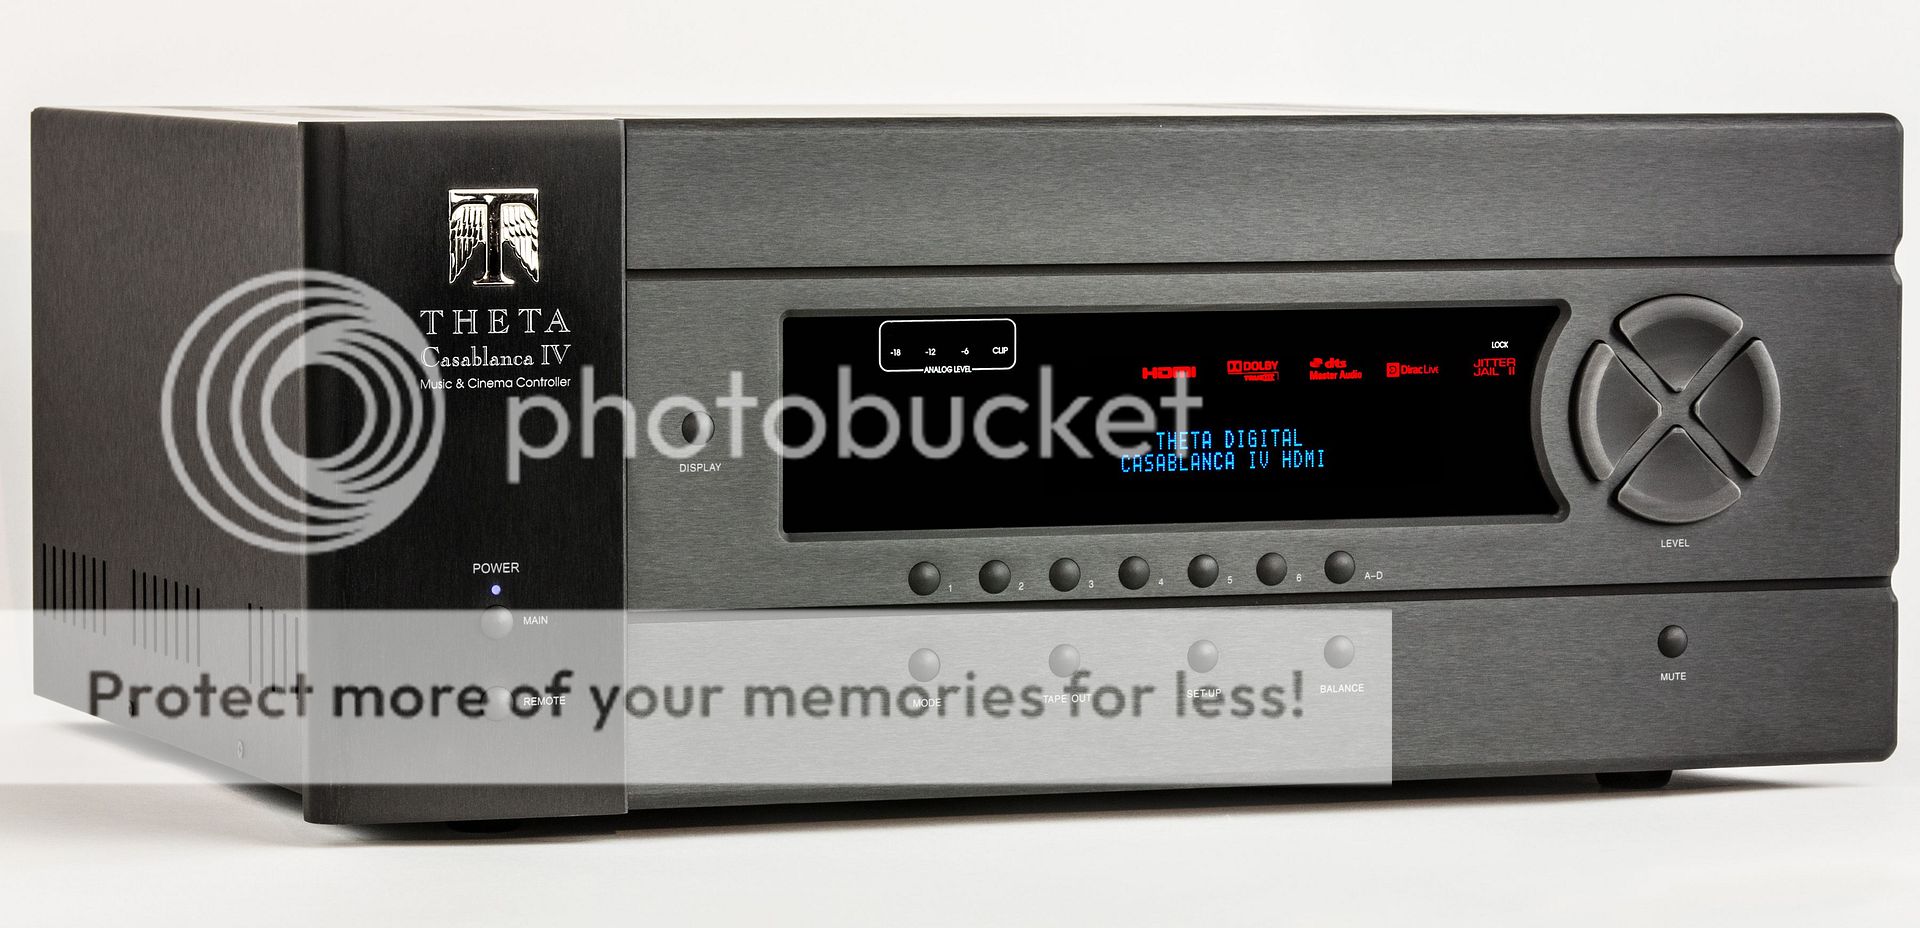 T
THETA
Casablanca IV
Music & Cinema Controller
photobucket
-18 -12 -6 CLIP
ANALOG LEVEL
HDMI
DOLBY
TRUEHD
dts
Master Audio
Dirac Live
LOCK
JITTER
JAIL II
THETA DIGITAL
CASABLANCA IV HDMI
DISPLAY
LEVEL
POWER
1 2 3 4 5 6 A-D
MAIN
REMOTE
MODE
TAPE OUT
SET-UP
BALANCE
MUTE
Protect more of your memories for less!